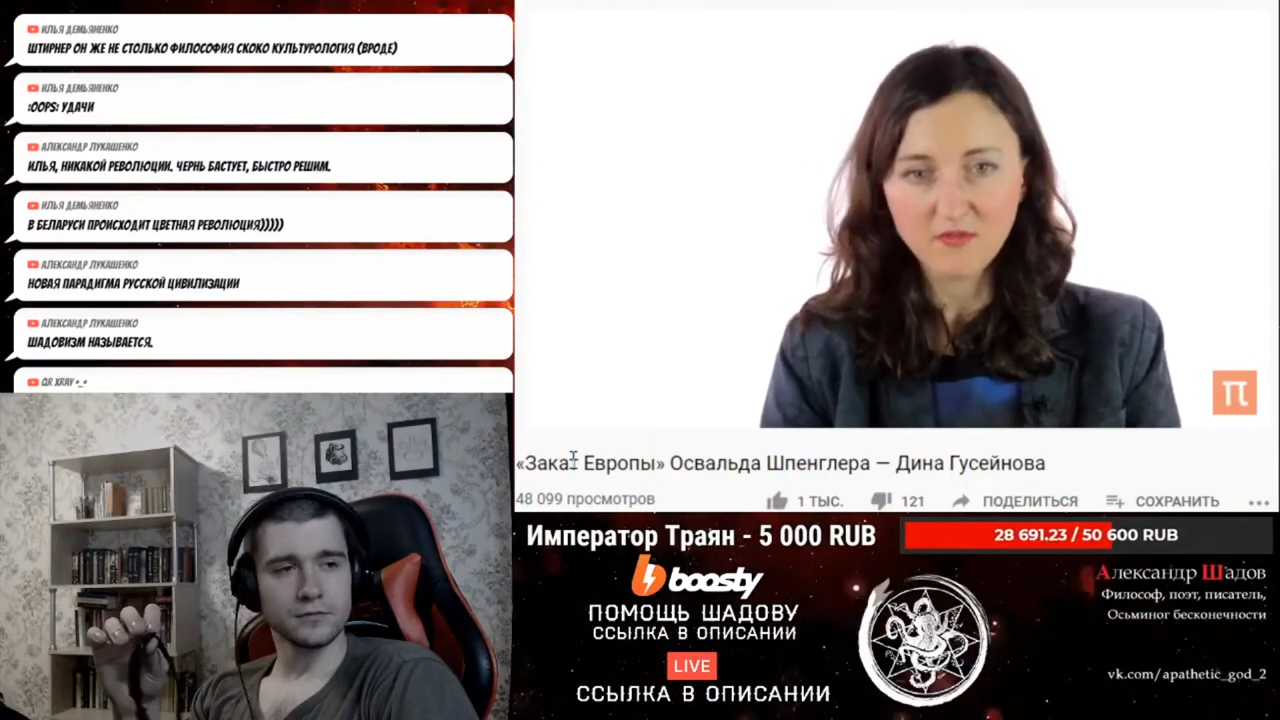 ИЛЬЯ ДЕМЬЯНЕНКО
ШТИРНЕР ОН ЖЕ НЕ СТОЛЬКО ФИЛОСОФИЯ СКОКО КУЛЬТУРОЛОГИЯ (ВРОДЕ)
ИЛЬЯ ДЕМЬЯНЕНКО
:OOPS: УДАЧИ
АЛЕКСАНДР ЛУКАШЕНКО
ИЛЬЯ, НИКАКОЙ РЕВОЛЮЦИИ. ЧЕРНЬ БАСТУЕТ, БЫСТРО РЕШИМ.
ИЛЬЯ ДЕМЬЯНЕНКО
В БЕЛАРУСИ ПРОИСХОДИТ ЦВЕТНАЯ РЕВОЛЮЦИЯ)))))
АЛЕКСАНДР ЛУКАШЕНКО
НОВАЯ ПАРАДИГМА РУССКОЙ ЦИВИЛИЗАЦИИ
АЛЕКСАНДР ЛУКАШЕНКО
ШАДОВИЗМ НАЗЫВАЕТСЯ.
QR XRAY •_•
π
«Закат Европы» Освальда Шпенглера — Дина Гусейнова
48 099 просмотров
1 ТЫС.
121
ПОДЕЛИТЬСЯ
СОХРАНИТЬ
Император Траян - 5 000 RUB
28 691.23 / 50 600 RUB
boosty
ПОМОЩЬ ШАДОВУ
ССЫЛКА В ОПИСАНИИ
LIVE
ССЫЛКА В ОПИСАНИИ
Александр Шадов
Философ, поэт, писатель,
Осьминог бесконечности
vk.com/apathetic_god_2